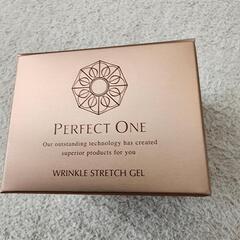 PERFECT ONE
Our outstanding technology has created
superior products for you
WRINKLE STRETCH GEL